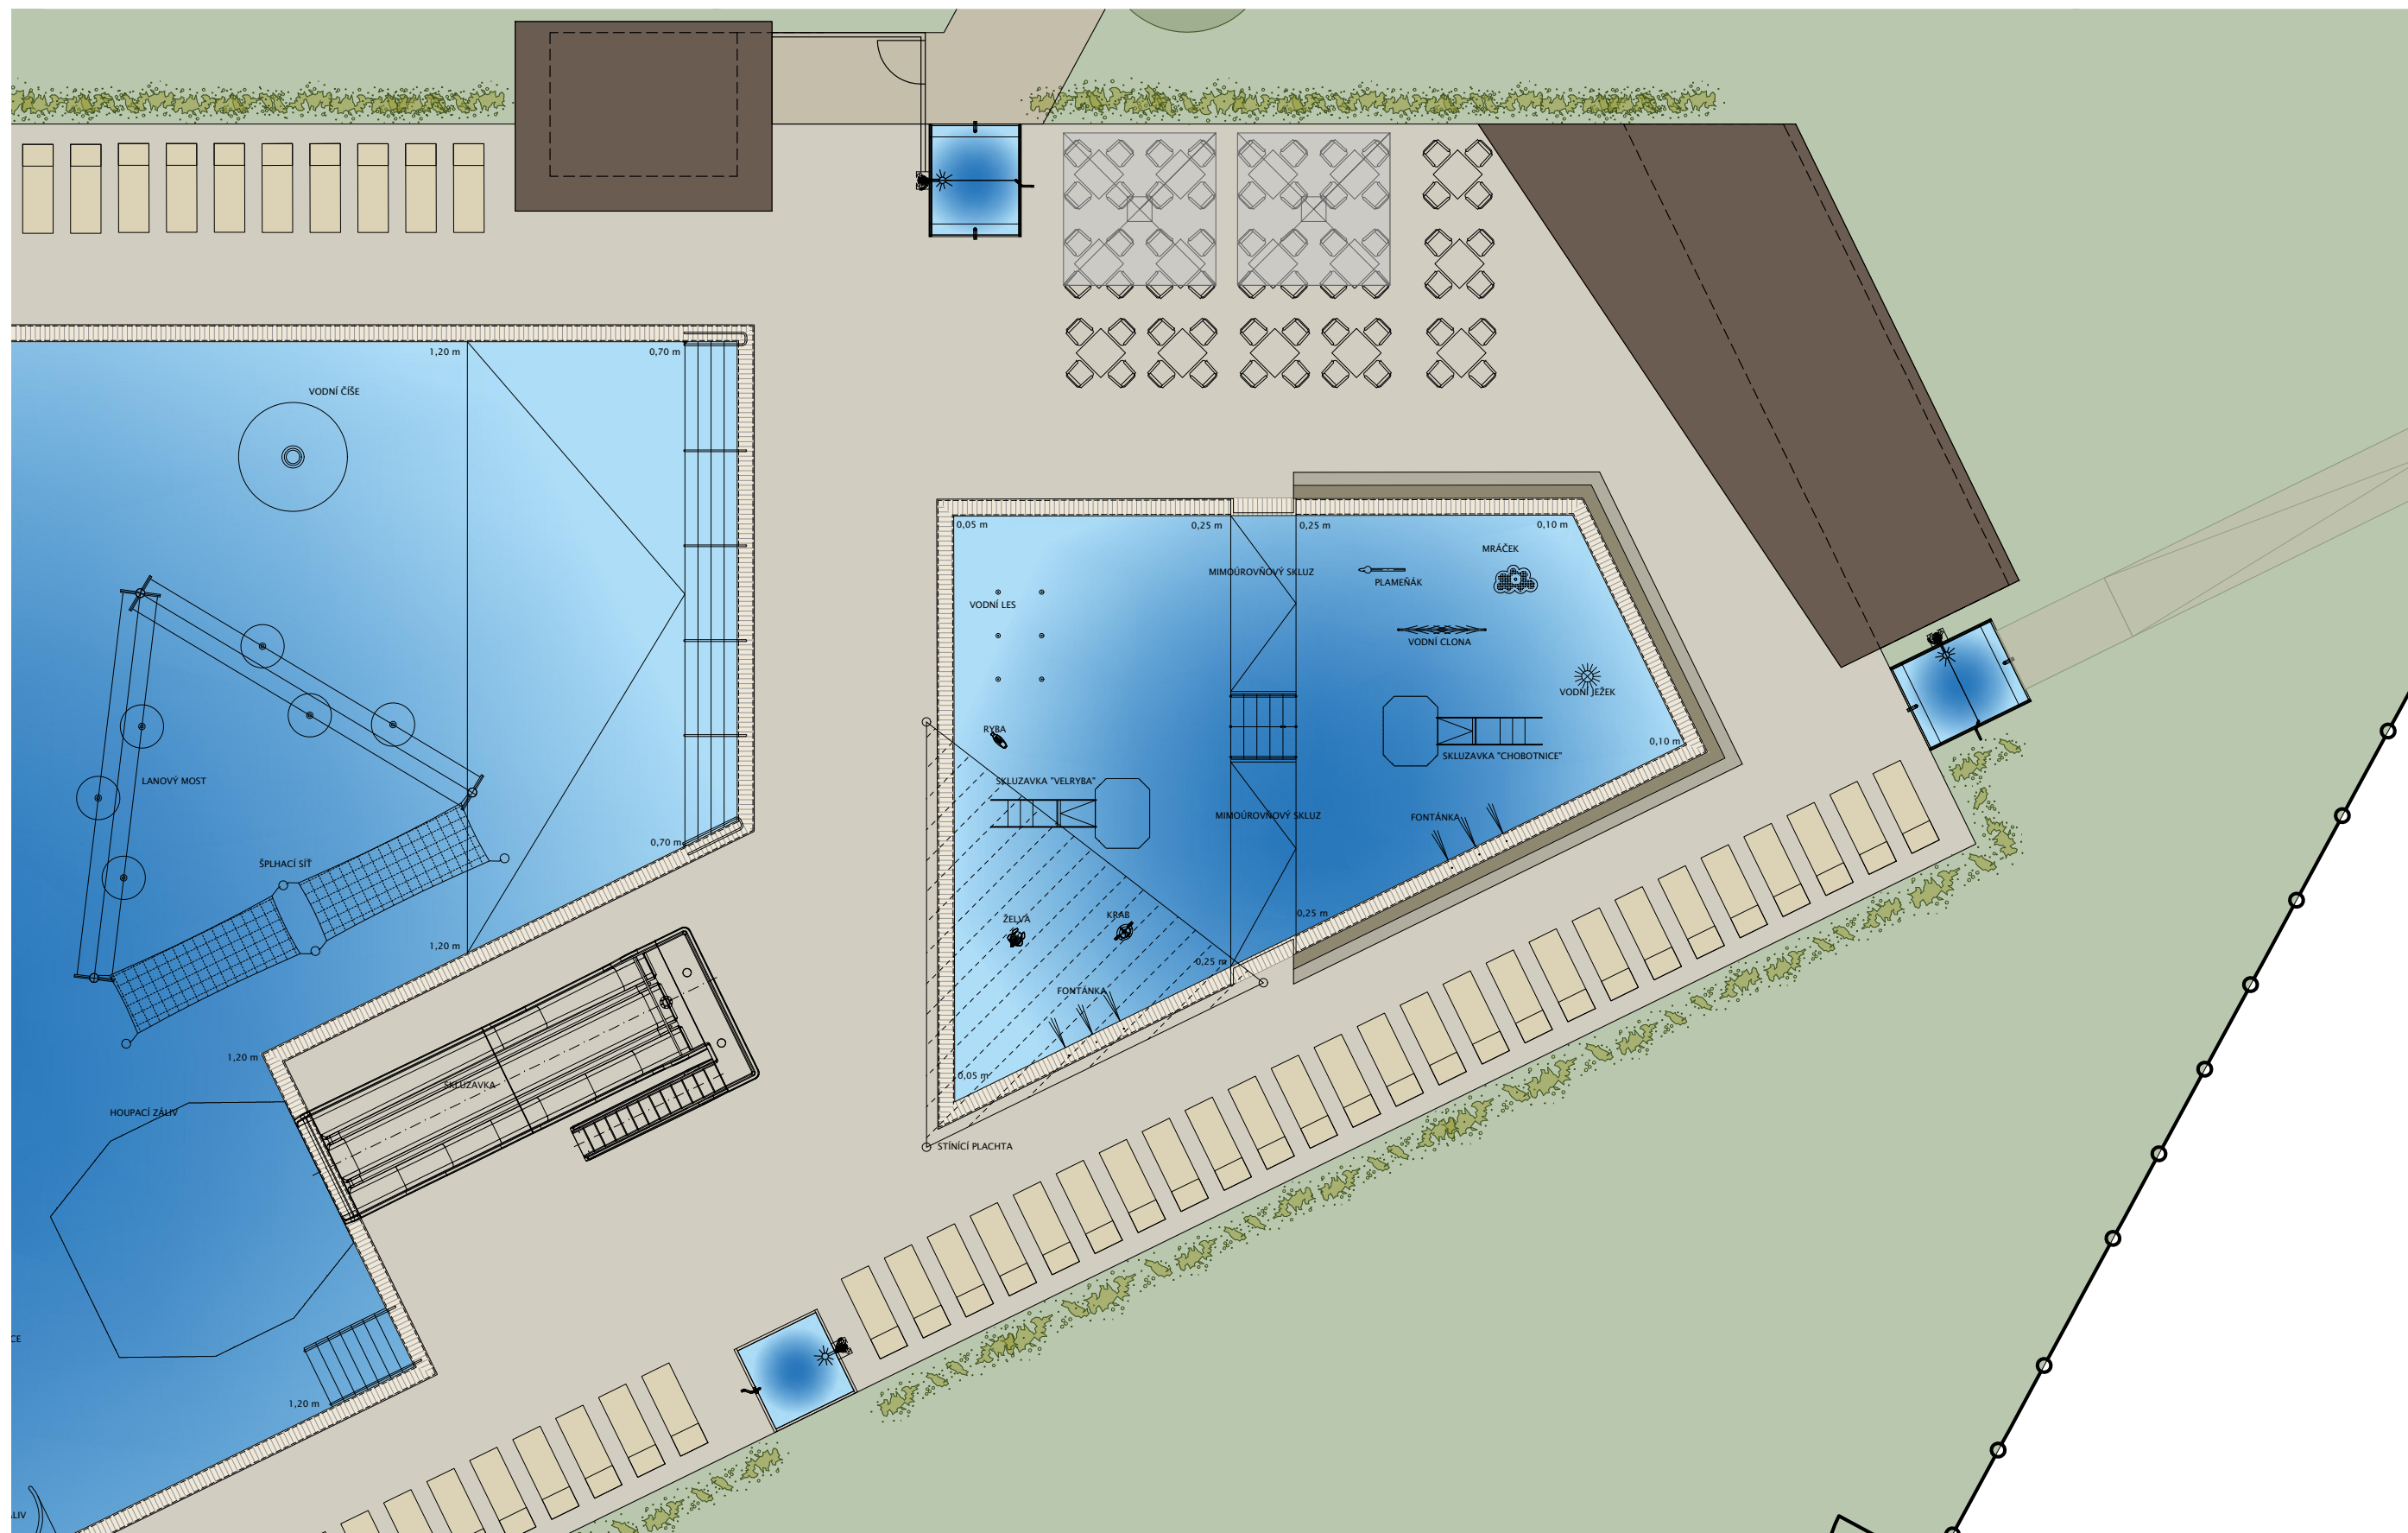 1,20 m
0,70 m
VODNÍ ČÍŠE
LANOVÝ MOST
ŠPLHACÍ SÍŤ
0,70 m
1,20 m
1,20 m
SKLUZAVKA
HOUPACÍ ZÁLIV
CE
1,20 m
LIV
0,05 m
0,25 m
0,25 m
0,10 m
MRÁČEK
MIMOÚROVŇOVÝ SKLUZ
PLAMEŇÁK
VODNÍ LES
VODNÍ CLONA
VODNÍ JEŽEK
RYBA
0,10 m
SKLUZAVKA "CHOBOTNICE"
SKLUZAVKA "VELRYBA"
MIMOÚROVŇOVÝ SKLUZ
FONTÁNKA
ŽELVA
KRAB
0,25 m
0,25 m
FONTÁNKA
0,05 m
STÍNÍCÍ PLACHTA